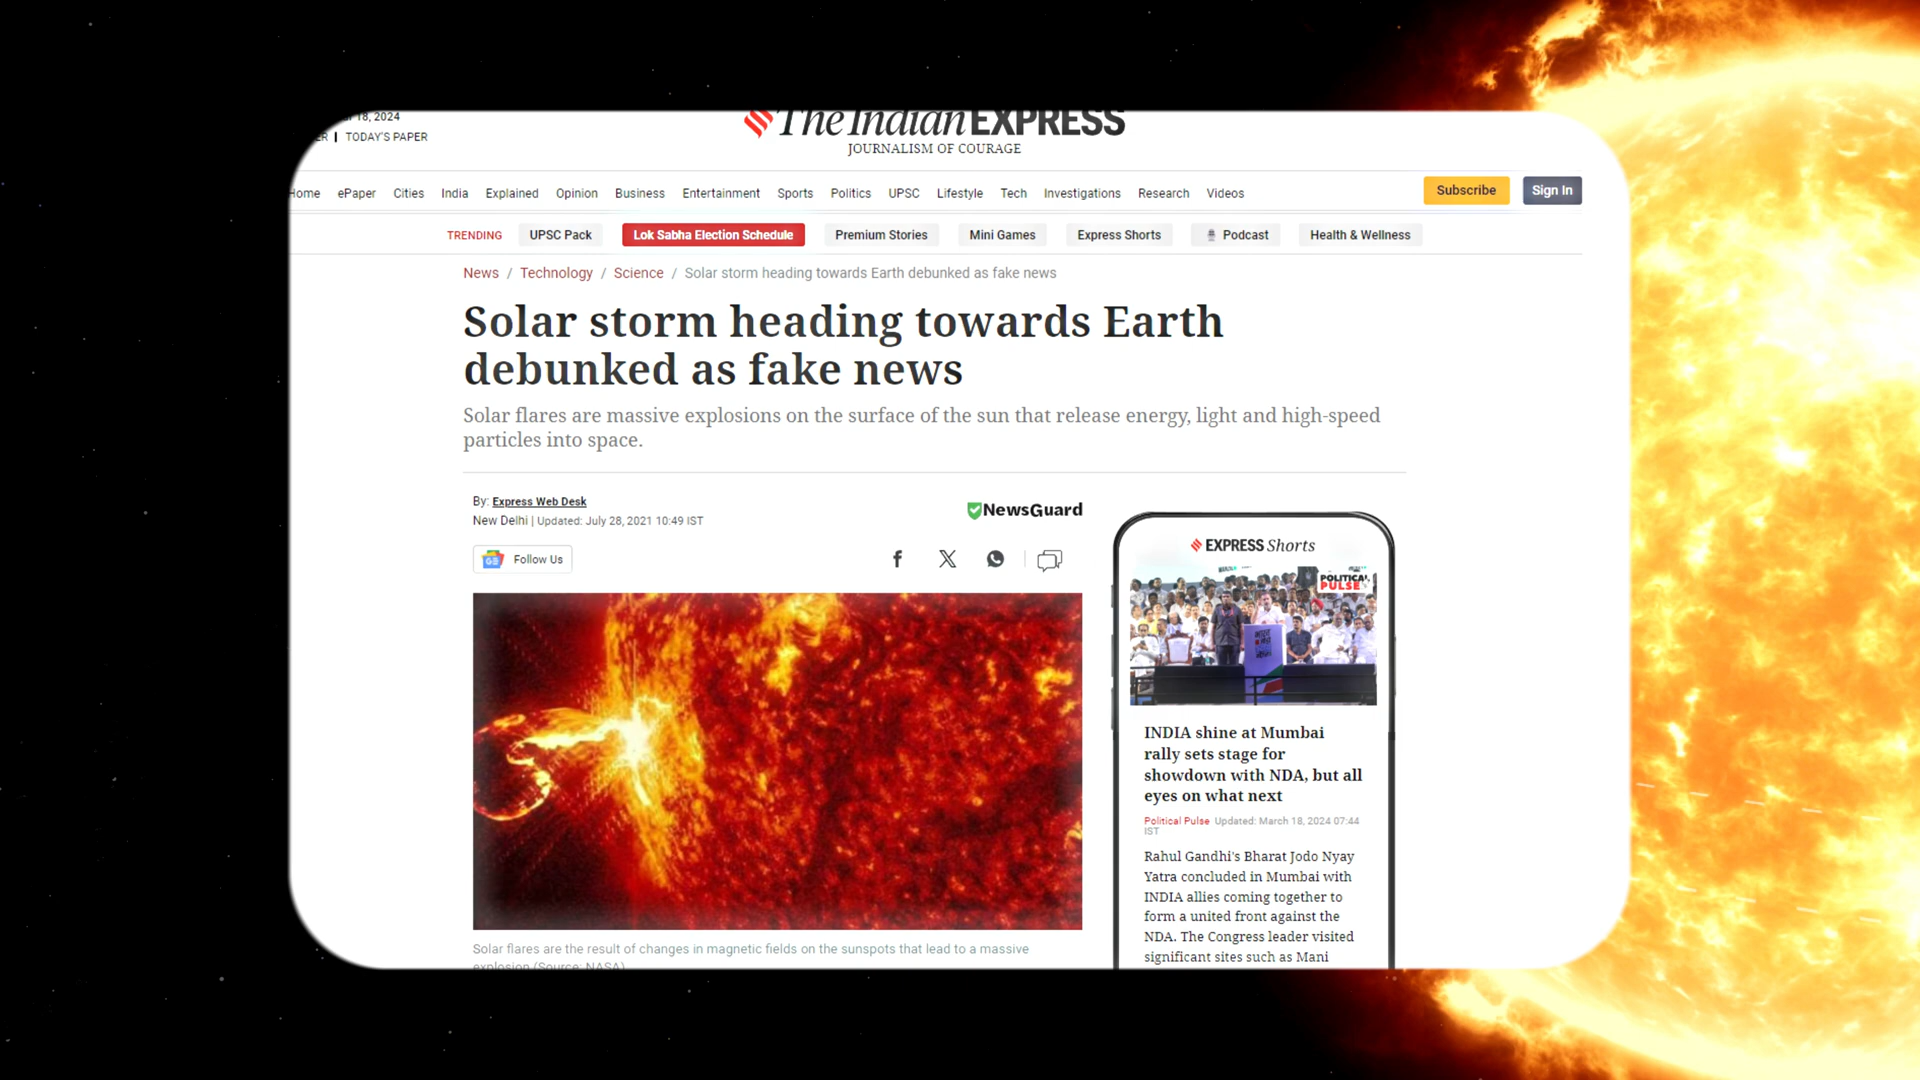 18, 2024
TODAY'S PAPER
The Indian EXPRESS
JOURNALISM OF COURAGE
Home ePaper Cities India Explained Opinion Business Entertainment Sports Politics UPSC Lifestyle Tech Investigations Research Videos Subscribe Sign In
TRENDING UPSC Pack Lok Sabha Election Schedule Premium Stories Mini Games Express Shorts Podcast Health & Wellness
News / Technology / Science / Solar storm heading towards Earth debunked as fake news
Solar storm heading towards Earth
debunked as fake news
Solar flares are massive explosions on the surface of the sun that release energy, light and high-speed
particles into space.
By: Express Web Desk
New Delhi | Updated: July 28, 2021 10:49 IST
NewsGuard
Follow Us
Solar flares are the result of changes in magnetic fields on the sunspots that lead to a massive
explosion (Source: NASA)
EXPRESS Shorts
POLITICAL
PULSE
INDIA shine at Mumbai
rally sets stage for
showdown with NDA, but all
eyes on what next
Political Pulse Updated: March 18, 2024 07:44
IST
Rahul Gandhi's Bharat Jodo Nyay
Yatra concluded in Mumbai with
INDIA allies coming together to
form a united front against the
NDA. The Congress leader visited
significant sites such as Mani